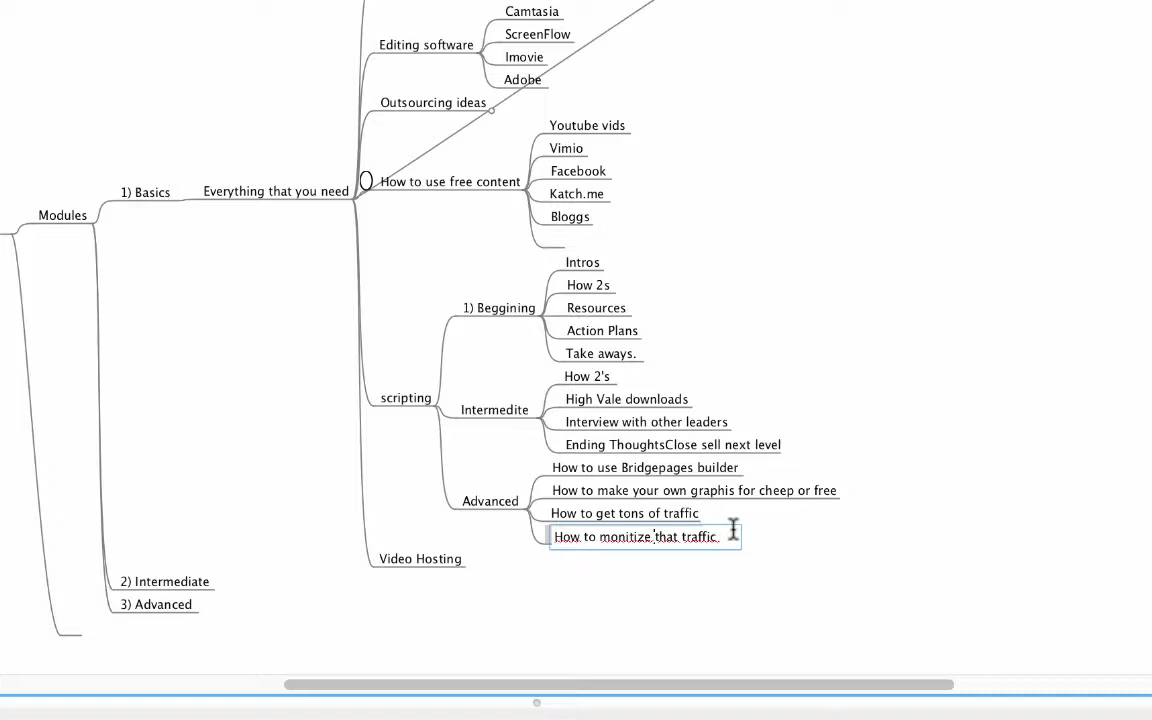 Camtasia
ScreenFlow
Editing software
Imovie
Adobe
Outsourcing ideas
Youtube vids
Vimio
Facebook
How to use free content
Katch.me
Bloggs
1) Basics
Everything that you need
Modules
Intros
How 2s
1) Beggining
Resources
Action Plans
Take aways.
scripting
How 2's
High Vale downloads
Intermedite
Interview with other leaders
Ending ThoughtsClose sell next level
How to use Bridgepages builder
How to make your own graphis for cheep or free
Advanced
How to get tons of traffic
How to monitize that traffic
Video Hosting
2) Intermediate
3) Advanced